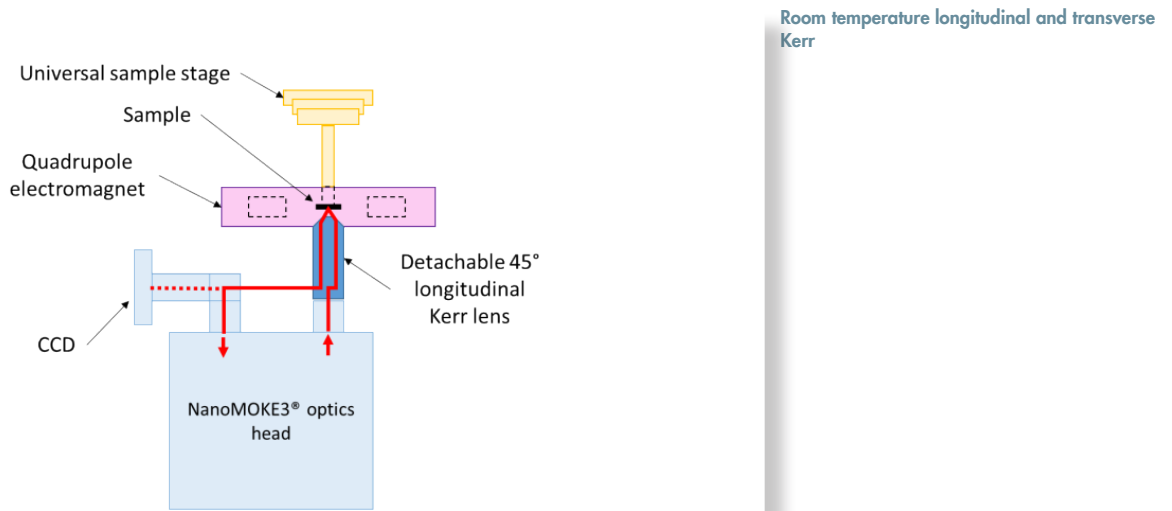 Room temperature longitudinal and transverse
Kerr
Universal sample stage
Sample
Quadrupole
electromagnet
Detachable 45°
longitudinal
Kerr lens
CCD
NanoMOKE3® optics
head